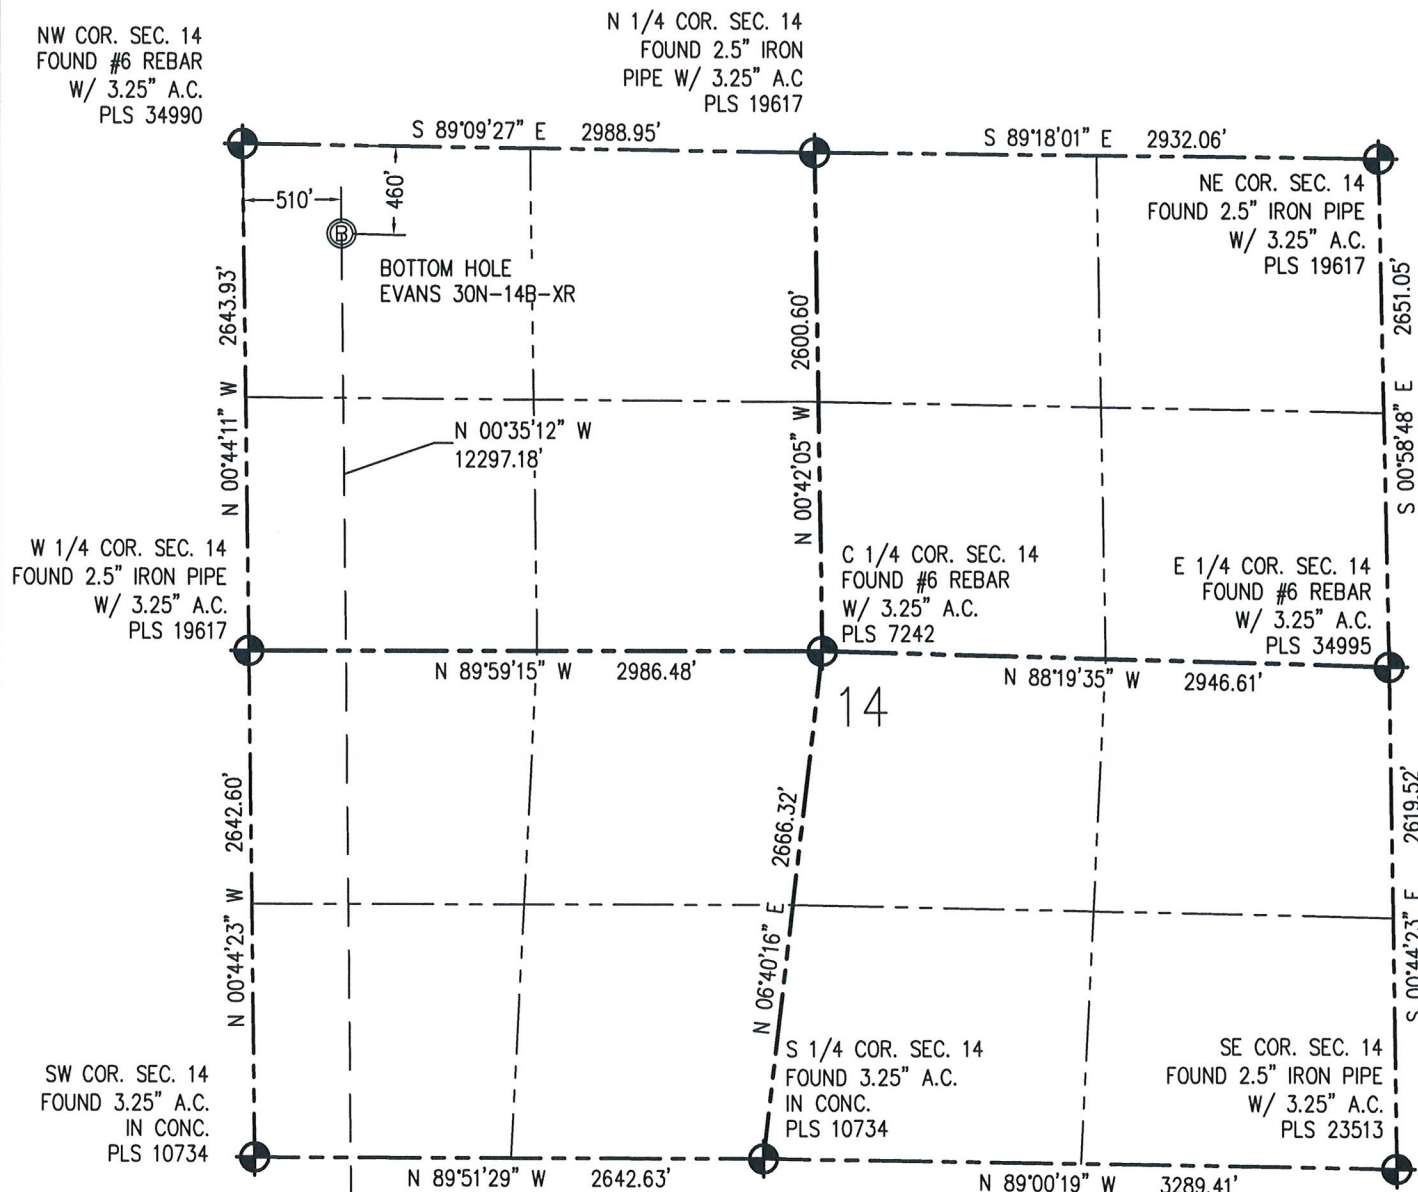 NW COR. SEC. 14
FOUND #6 REBAR
W/ 3.25" A.C.
PLS 34990
N 1/4 COR. SEC. 14
FOUND 2.5" IRON
PIPE W/ 3.25" A.C
PLS 19617
S 89°09'27" E 2988.95'
S 89°18'01" E 2932.06'
NE COR. SEC. 14
FOUND 2.5" IRON PIPE
W/ 3.25" A.C.
PLS 19617
510'
460'
B
BOTTOM HOLE
EVANS 30N-14B-XR
N 00°44'11" W 2643.93'
N 00°42'05" W 2600.60'
S 00°58'48" E 2651.05'
N 00°35'12" W
12297.18'
W 1/4 COR. SEC. 14
FOUND 2.5" IRON PIPE
W/ 3.25" A.C.
PLS 19617
C 1/4 COR. SEC. 14
FOUND #6 REBAR
W/ 3.25" A.C.
PLS 7242
E 1/4 COR. SEC. 14
FOUND #6 REBAR
W/ 3.25" A.C.
PLS 34995
N 89°59'15" W 2986.48'
N 88°19'35" W 2946.61'
14
N 00°44'23" W 2642.60'
N 06°40'16" E 2666.32'
S 00°44'23" E 2619.52'
SW COR. SEC. 14
FOUND 3.25" A.C.
IN CONC.
PLS 10734
S 1/4 COR. SEC. 14
FOUND 3.25" A.C.
IN CONC.
PLS 10734
SE COR. SEC. 14
FOUND 2.5" IRON PIPE
W/ 3.25" A.C.
PLS 23513
N 89°51'29" W 2642.63'
N 89°00'19" W 3289.41'